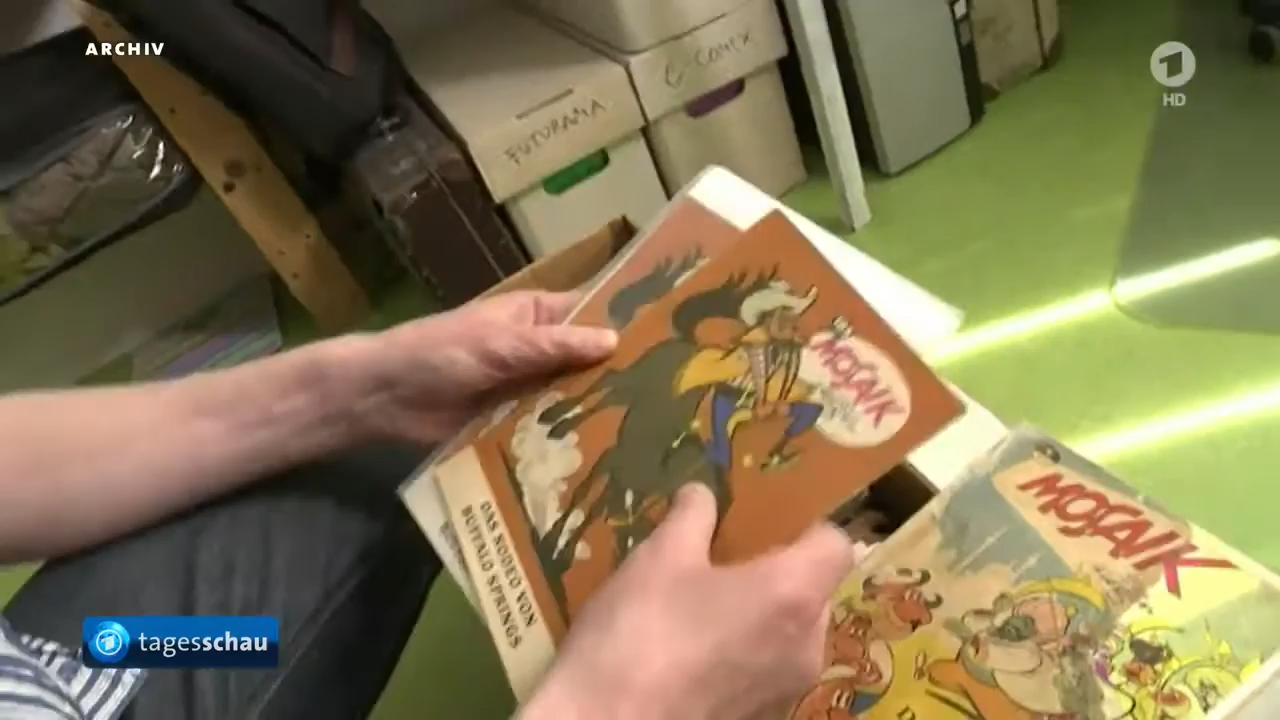 ARCHIV
1
HD
FUTURAMA
C-COMIX
MOSAIK
DAS RODEO VON
BUFFALO SPRINGS
MOSAIK
tagesschau